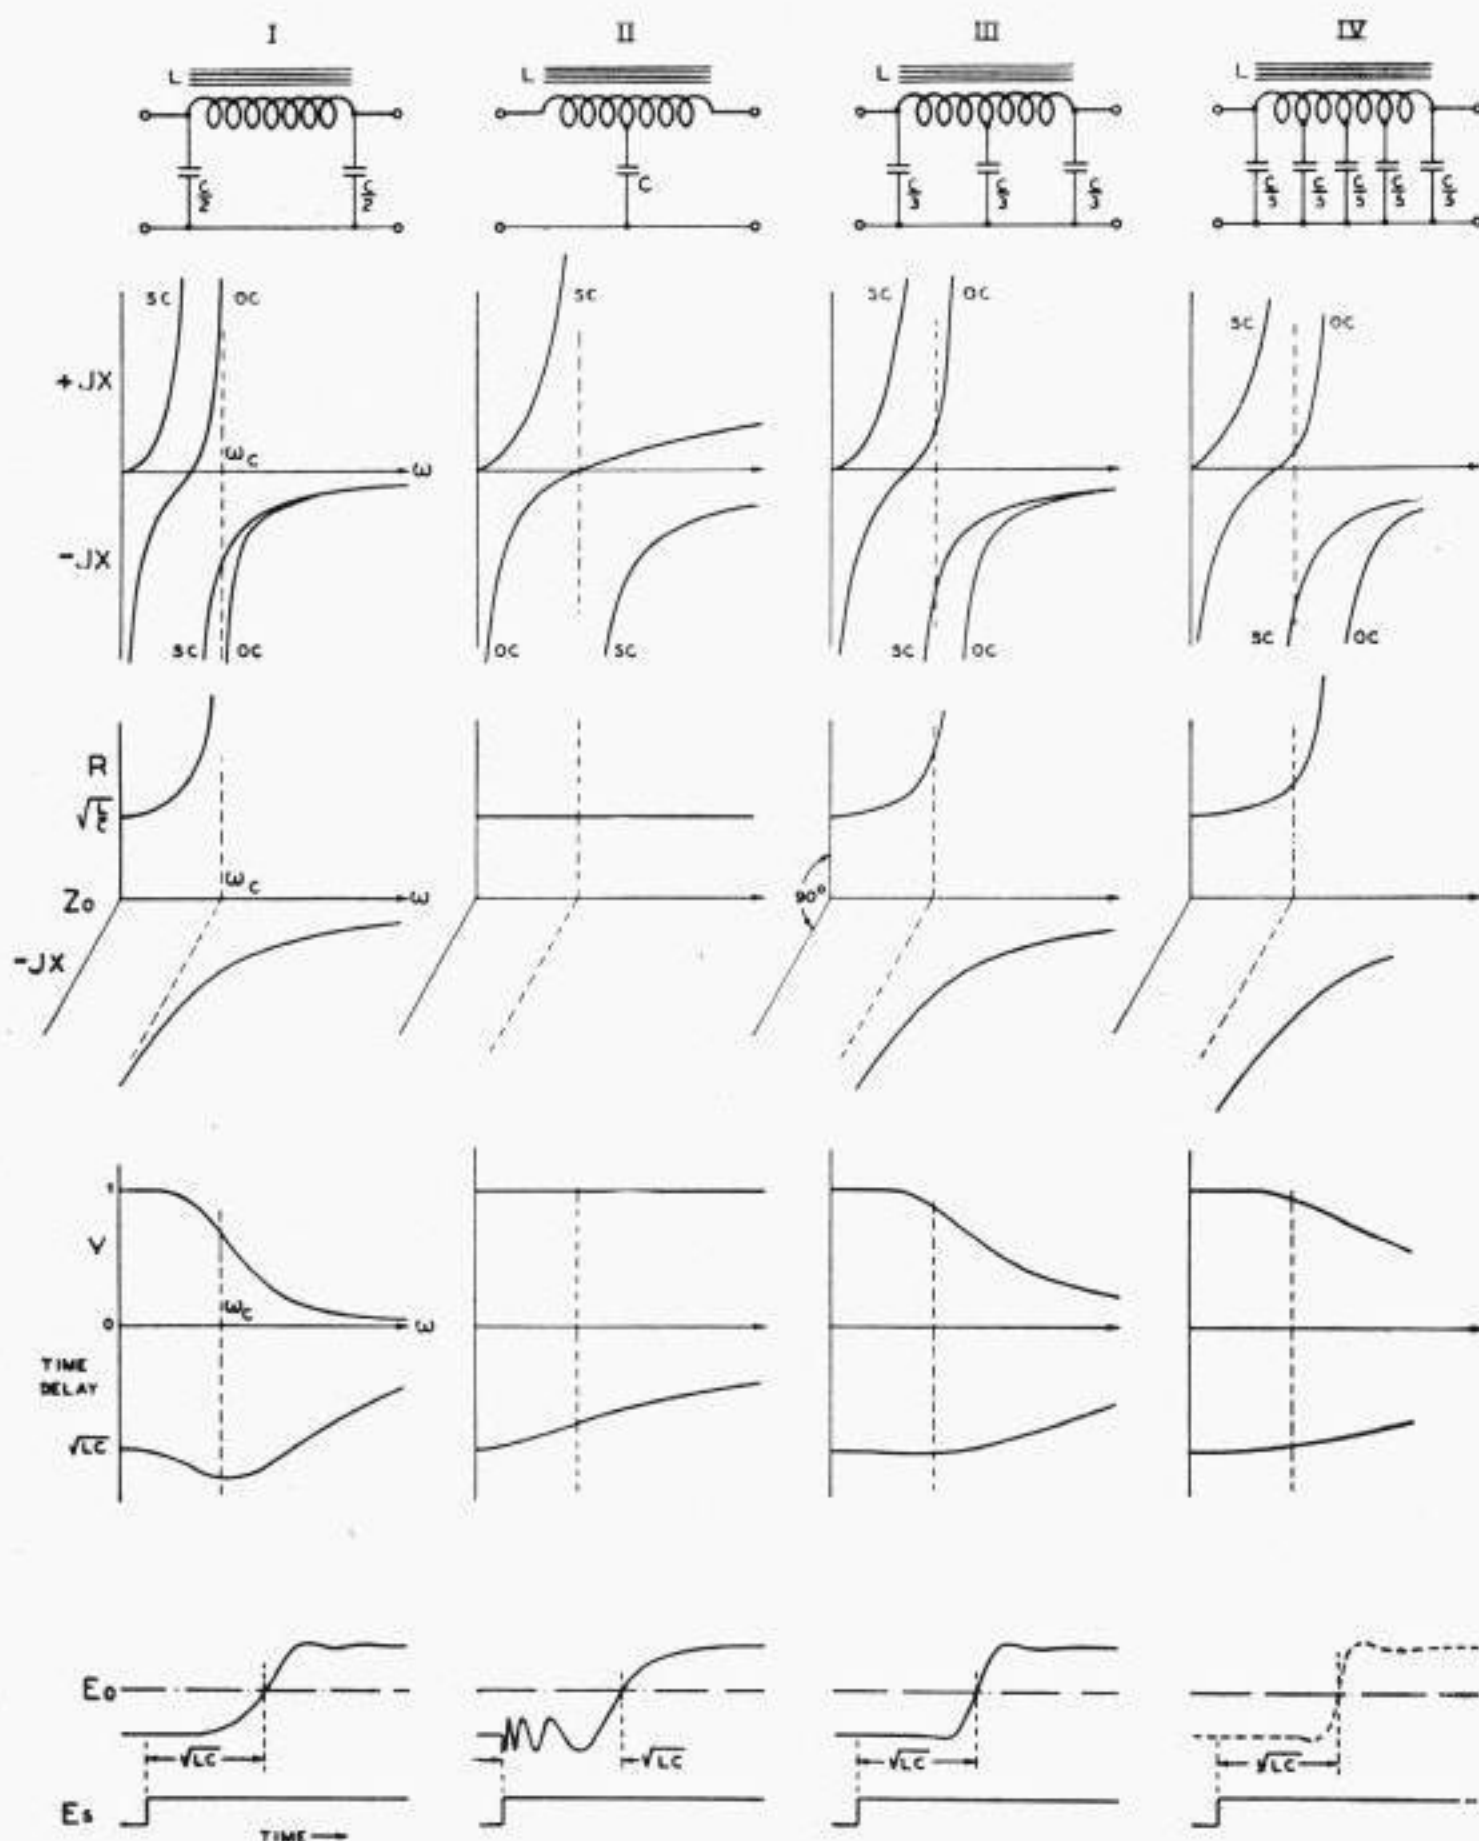 I II III IV
L L L L
C/2 C/2 C C/3 C/3 C/3 C/5 C/5 C/5 C/5 C/5
SC OC SC SC OC SC OC
+JX
ωc ω
-JX
SC OC OC SC SC OC SC OC
R
√L/C
ωc
Zo ω 90°
-JX
1
V
ωc
0 ω
TIME
DELAY
√LC
Eo
√LC √LC √LC √LC
Es
TIME